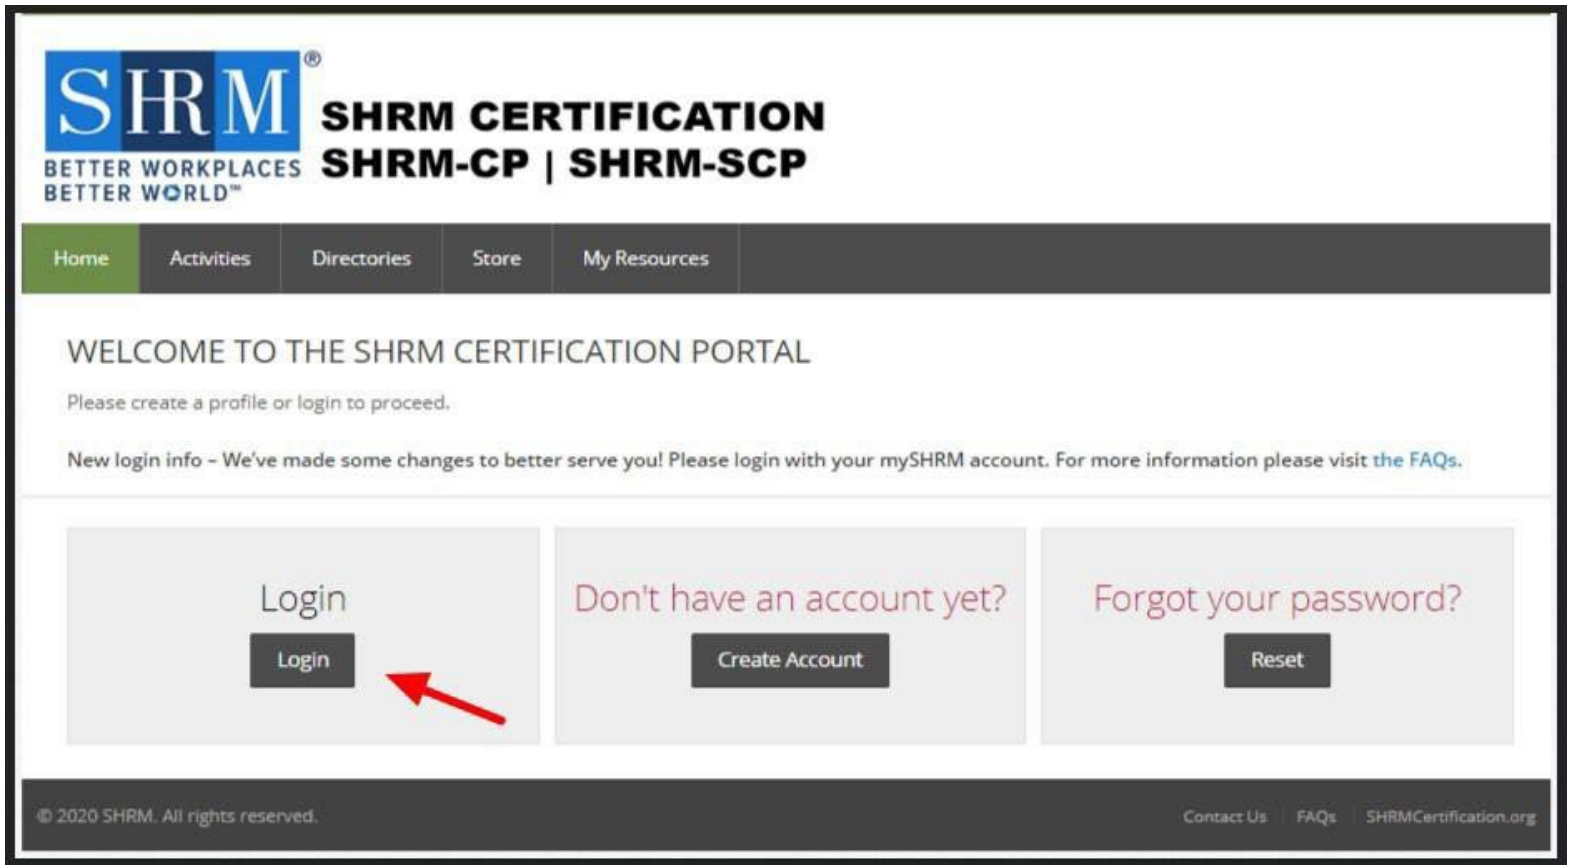 SHRM®
BETTER WORKPLACES
BETTER WORLD™
SHRM CERTIFICATION
SHRM-CP | SHRM-SCP
Home Activities Directories Store My Resources
WELCOME TO THE SHRM CERTIFICATION PORTAL
Please create a profile or login to proceed.
New login info – We've made some changes to better serve you! Please login with your mySHRM account. For more information please visit the FAQs.
Login
Login
Don't have an account yet?
Create Account
Forgot your password?
Reset
© 2020 SHRM. All rights reserved.
Contact Us FAQs SHRMCertification.org